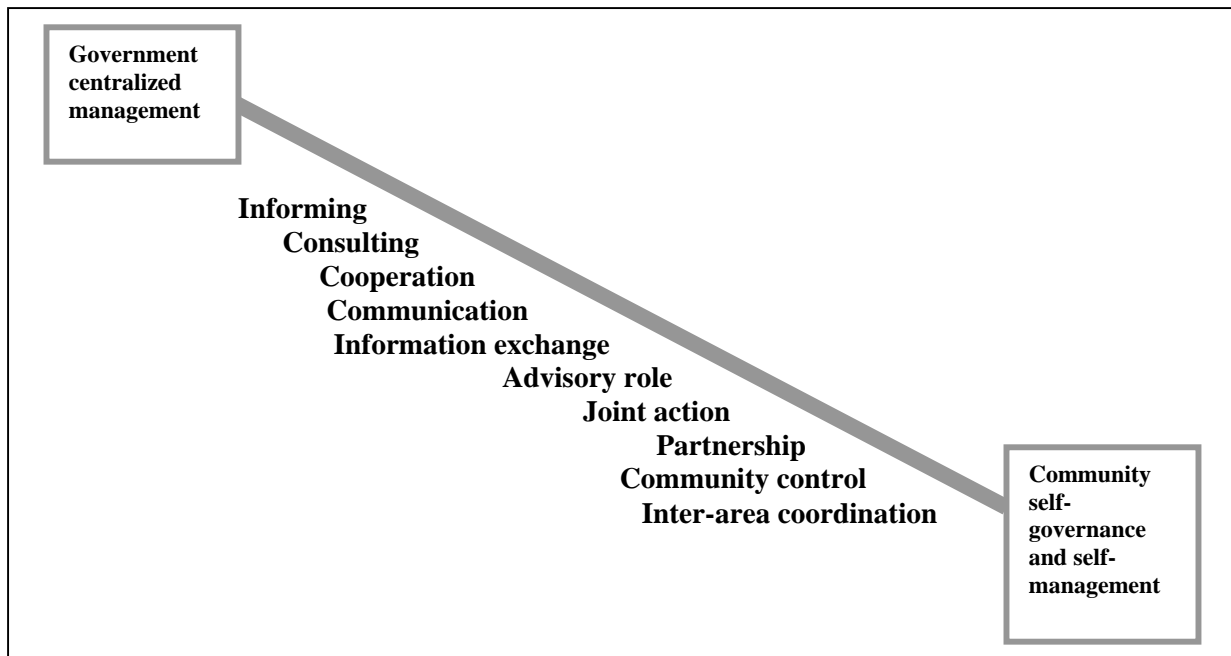 Government
centralized
management
Informing
Consulting
Cooperation
Communication
Information exchange
Advisory role
Joint action
Partnership
Community control
Inter-area coordination
Community
self-
governance
and self-
management